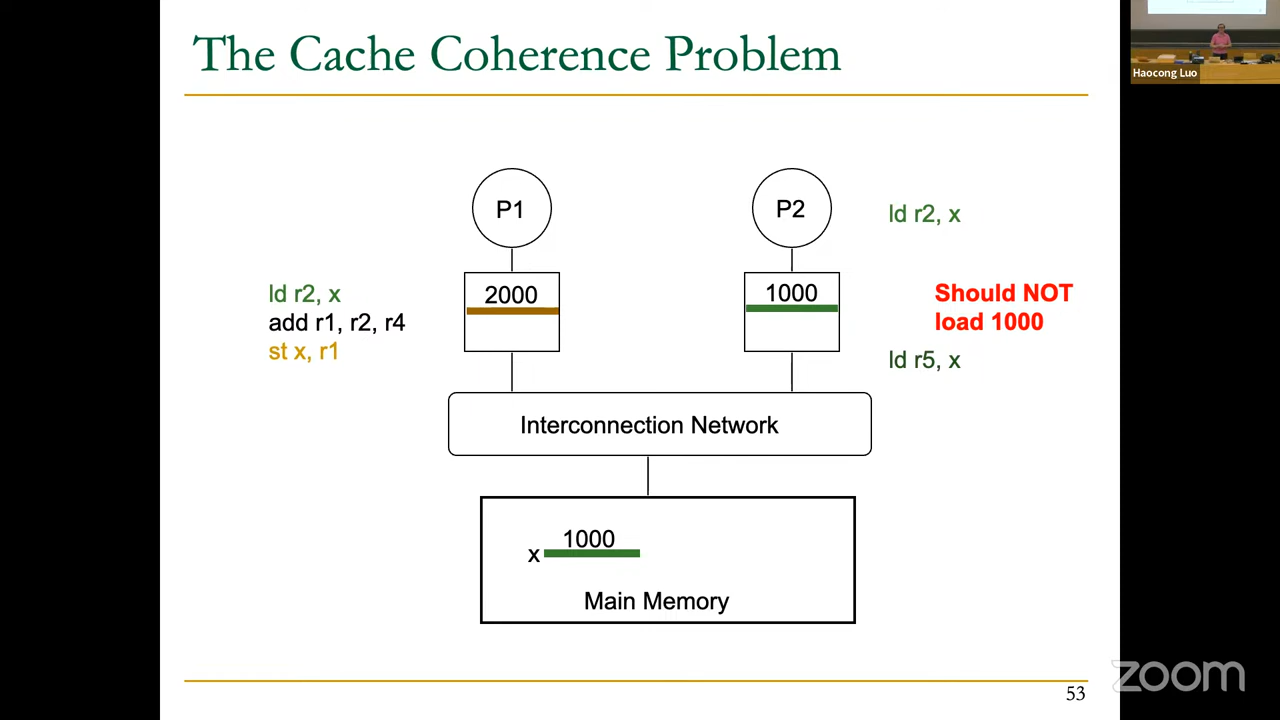 The Cache Coherence Problem
Haocong Luo
P1
P2
ld r2, x
2000
1000
ld r2, x
add r1, r2, r4
st x, r1
Should NOT
load 1000
ld r5, x
Interconnection Network
1000
x
Main Memory
53
zoom